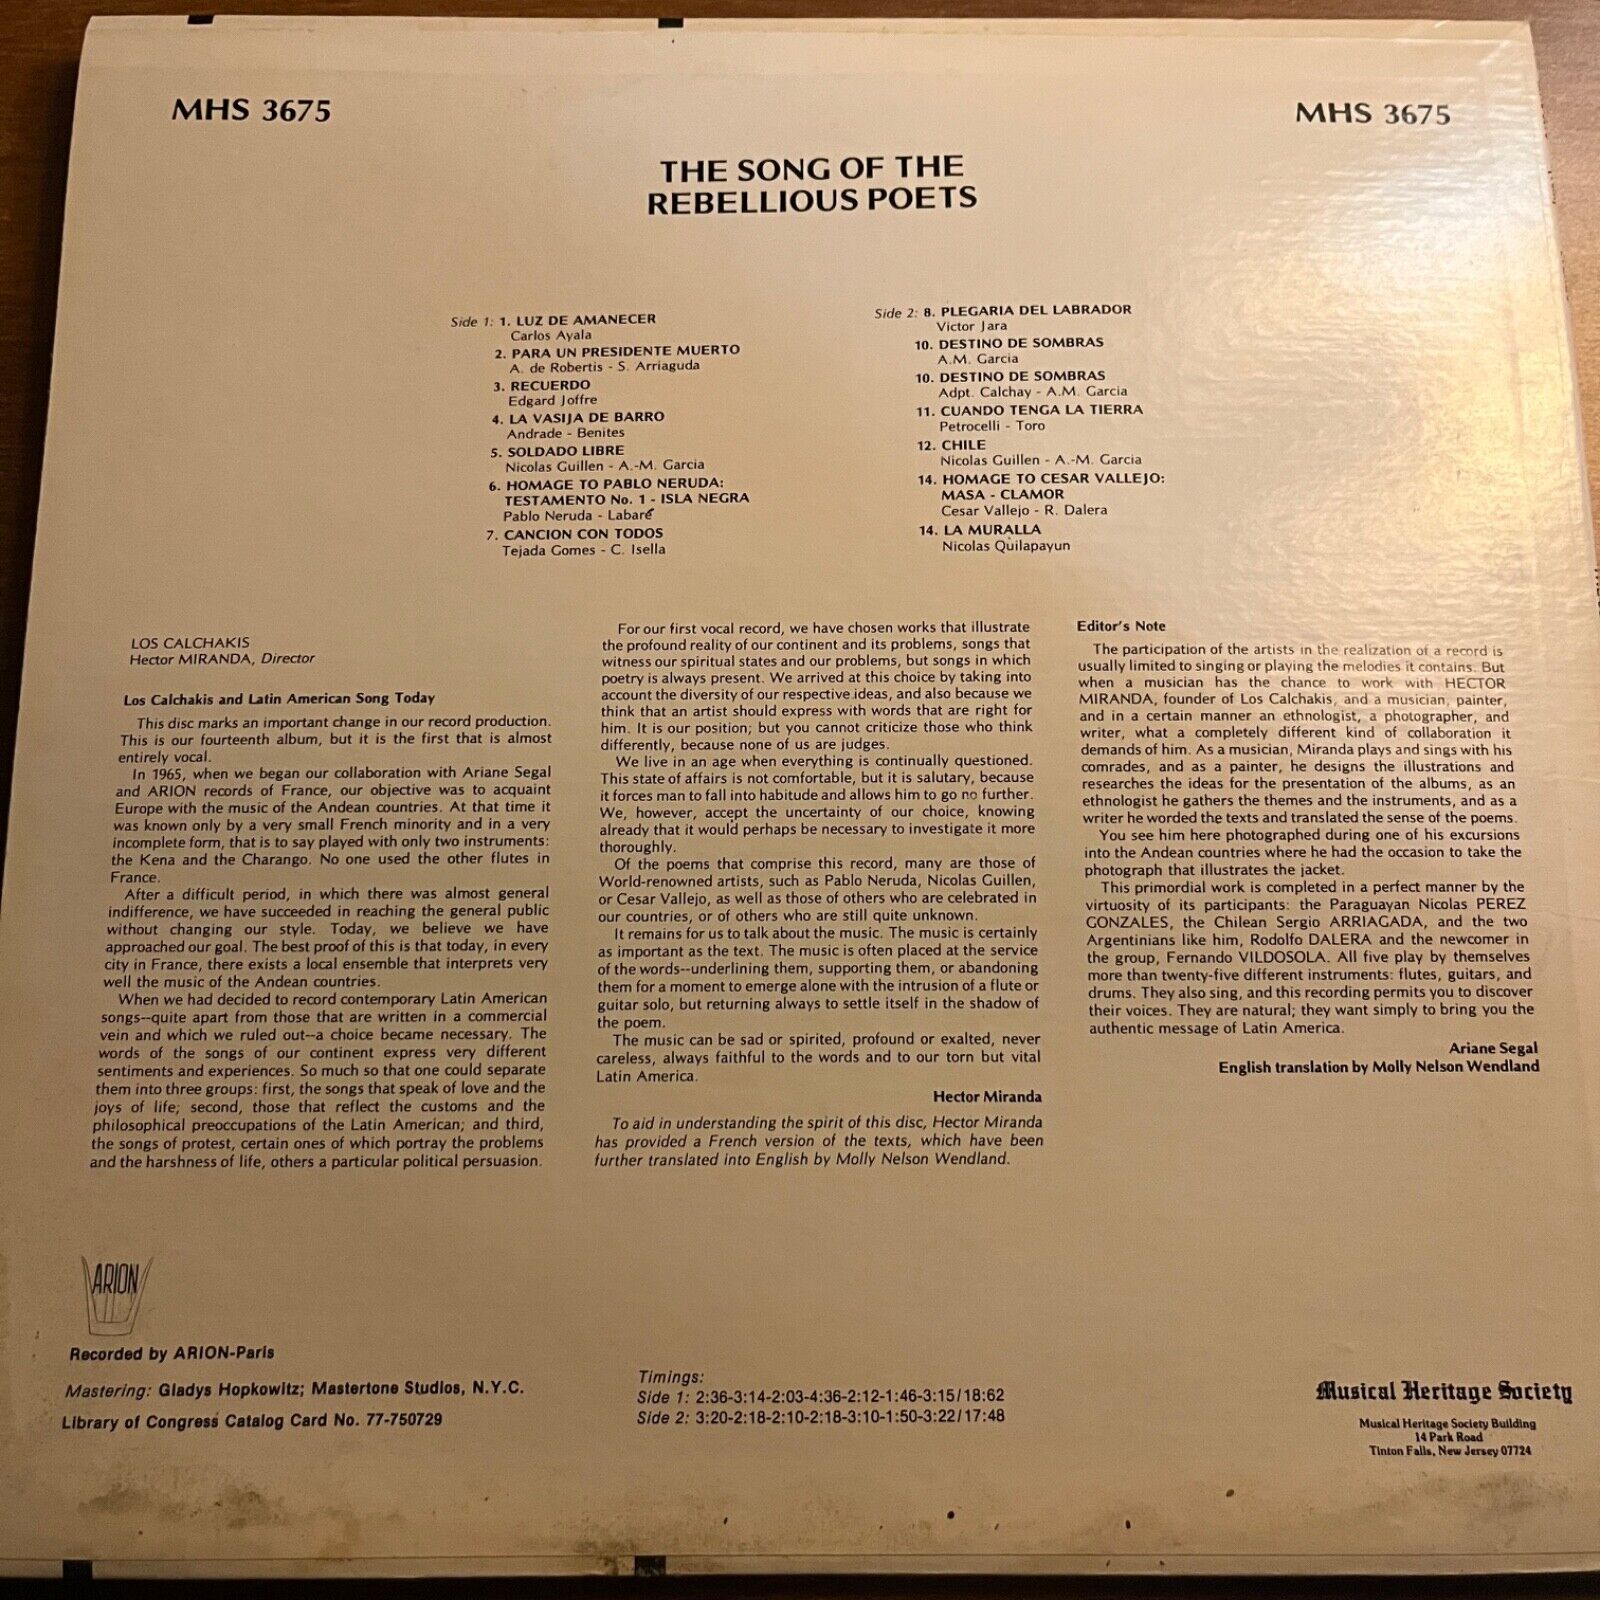 MHS 3675
MHS 3675
THE SONG OF THE
REBELLIOUS POETS
Side 1: 1. LUZ DE AMANECER
Carlos Ayala
2. PARA UN PRESIDENTE MUERTO
A. de Robertis - S. Arriaguda
3. RECUERDO
Edgard Joffre
4. LA VASIJA DE BARRO
Andrade - Benites
5. SOLDADO LIBRE
Nicolas Guillen - A.-M. Garcia
6. HOMAGE TO PABLO NERUDA:
TESTAMENTO No. 1 - ISLA NEGRA
Pablo Neruda - Labaré
7. CANCION CON TODOS
Tejada Gomes - C. Isella
Side 2: 8. PLEGARIA DEL LABRADOR
Victor Jara
10. DESTINO DE SOMBRAS
A.M. Garcia
10. DESTINO DE SOMBRAS
Adpt. Calchay - A.M. Garcia
11. CUANDO TENGA LA TIERRA
Petrocelli - Toro
12. CHILE
Nicolas Guillen - A.-M. Garcia
14. HOMAGE TO CESAR VALLEJO:
MASA - CLAMOR
Cesar Vallejo - R. Dalera
14. LA MURALLA
Nicolas Quilapayun
LOS CALCHAKIS
Hector MIRANDA, Director
Los Calchakis and Latin American Song Today
This disc marks an important change in our record production.
This is our fourteenth album, but it is the first that is almost
entirely vocal.
In 1965, when we began our collaboration with Ariane Segal
and ARION records of France, our objective was to acquaint
Europe with the music of the Andean countries. At that time it
was known only by a very small French minority and in a very
incomplete form, that is to say played with only two instruments:
the Kena and the Charango. No one used the other flutes in
France.
After a difficult period, in which there was almost general
indifference, we have succeeded in reaching the general public
without changing our style. Today, we believe we have
approached our goal. The best proof of this is that today, in every
city in France, there exists a local ensemble that interprets very
well the music of the Andean countries.
When we had decided to record contemporary Latin American
songs--quite apart from those that are written in a commercial
vein and which we ruled out--a choice became necessary. The
words of the songs of our continent express very different
sentiments and experiences. So much so that one could separate
them into three groups: first, the songs that speak of love and the
joys of life; second, those that reflect the customs and the
philosophical preoccupations of the Latin American; and third,
the songs of protest, certain ones of which portray the problems
and the harshness of life, others a particular political persuasion.
For our first vocal record, we have chosen works that illustrate
the profound reality of our continent and its problems, songs that
witness our spiritual states and our problems, but songs in which
poetry is always present. We arrived at this choice by taking into
account the diversity of our respective ideas, and also because we
think that an artist should express with words that are right for
him. It is our position; but you cannot criticize those who think
differently, because none of us are judges.
We live in an age when everything is continually questioned.
This state of affairs is not comfortable, but it is salutary, because
it forces man to fall into habitude and allows him to go no further.
We, however, accept the uncertainty of our choice, knowing
already that it would perhaps be necessary to investigate it more
thoroughly.
Of the poems that comprise this record, many are those of
World-renowned artists, such as Pablo Neruda, Nicolas Guillen,
or Cesar Vallejo, as well as those of others who are celebrated in
our countries, or of others who are still quite unknown.
It remains for us to talk about the music. The music is certainly
as important as the text. The music is often placed at the service
of the words--underlining them, supporting them, or abandoning
them for a moment to emerge alone with the intrusion of a flute or
guitar solo, but returning always to settle itself in the shadow of
the poem.
The music can be sad or spirited, profound or exalted, never
careless, always faithful to the words and to our torn but vital
Latin America.
Hector Miranda
To aid in understanding the spirit of this disc, Hector Miranda
has provided a French version of the texts, which have been
further translated into English by Molly Nelson Wendland.
Editor's Note
The participation of the artists in the realization of a record is
usually limited to singing or playing the melodies it contains. But
when a musician has the chance to work with HECTOR
MIRANDA, founder of Los Calchakis, and a musician, painter,
and in a certain manner an ethnologist, a photographer, and
writer, what a completely different kind of collaboration it
demands of him. As a musician, Miranda plays and sings with his
comrades, and as a painter, he designs the illustrations and
researches the ideas for the presentation of the albums, as an
ethnologist he gathers the themes and the instruments, and as a
writer he worded the texts and translated the sense of the poems.
You see him here photographed during one of his excursions
into the Andean countries where he had the occasion to take the
photograph that illustrates the jacket.
This primordial work is completed in a perfect manner by the
virtuosity of its participants: the Paraguayan Nicolas PEREZ
GONZALES, the Chilean Sergio ARRIAGADA, and the two
Argentinians like him, Rodolfo DALERA and the newcomer in
the group, Fernando VILDOSOLA. All five play by themselves
more than twenty-five different instruments: flutes, guitars, and
drums. They also sing, and this recording permits you to discover
their voices. They are natural; they want simply to bring you the
authentic message of Latin America.
Ariane Segal
English translation by Molly Nelson Wendland
ARION
Recorded by ARION-Paris
Mastering: Gladys Hopkowitz; Mastertone Studios, N.Y.C.
Library of Congress Catalog Card No. 77-750729
Timings:
Side 1: 2:36-3:14-2:03-4:36-2:12-1:46-3:15/18:62
Side 2: 3:20-2:18-2:10-2:18-3:10-1:50-3:22/17:48
Musical Heritage Society
Musical Heritage Society Building
14 Park Road
Tinton Falls, New Jersey 07724